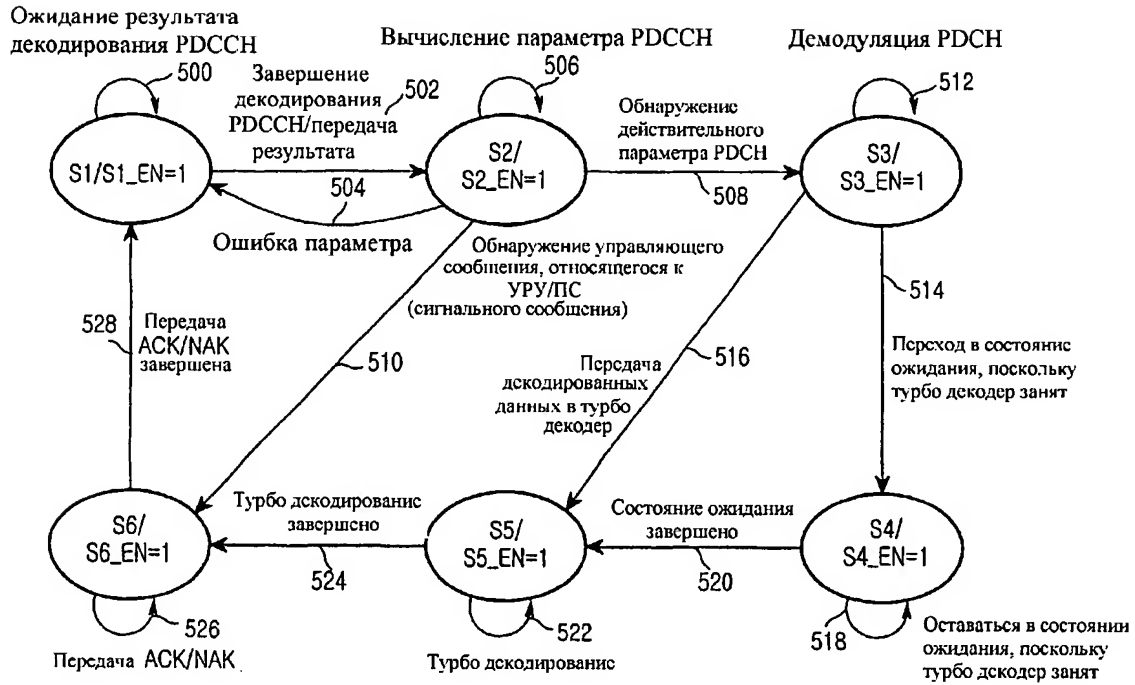 Ожидание результата
декодирования PDCCH
500
Завершение
декодирования
PDCCH/передача
результата
502
Вычисление параметра PDCCH
506
Демодуляция PDCH
512
Обнаружение
действительного
параметра PDCH
508
S1/S1_EN=1
S2/
S2_EN=1
S3/
S3_EN=1
504
Ошибка параметра
Обнаружение управляющего
сообщения, относящегося к
УРУ/ПС
(сигнального сообщения)
510
514
Переход в состояние
ожидания, поскольку
турбо декодер занят
516
Передача
декодированных
данных в турбо
декодер
528
Передача
ACK/NAK
завершена
S6/
S6_EN=1
Турбо декодирование
завершено
524
S5/
S5_EN=1
Состояние ожидания
завершено
520
S4/
S4_EN=1
526
Передача ACK/NAK
522
Турбо декодирование
518
Оставаться в состоянии
ожидания, поскольку
турбо декодер занят